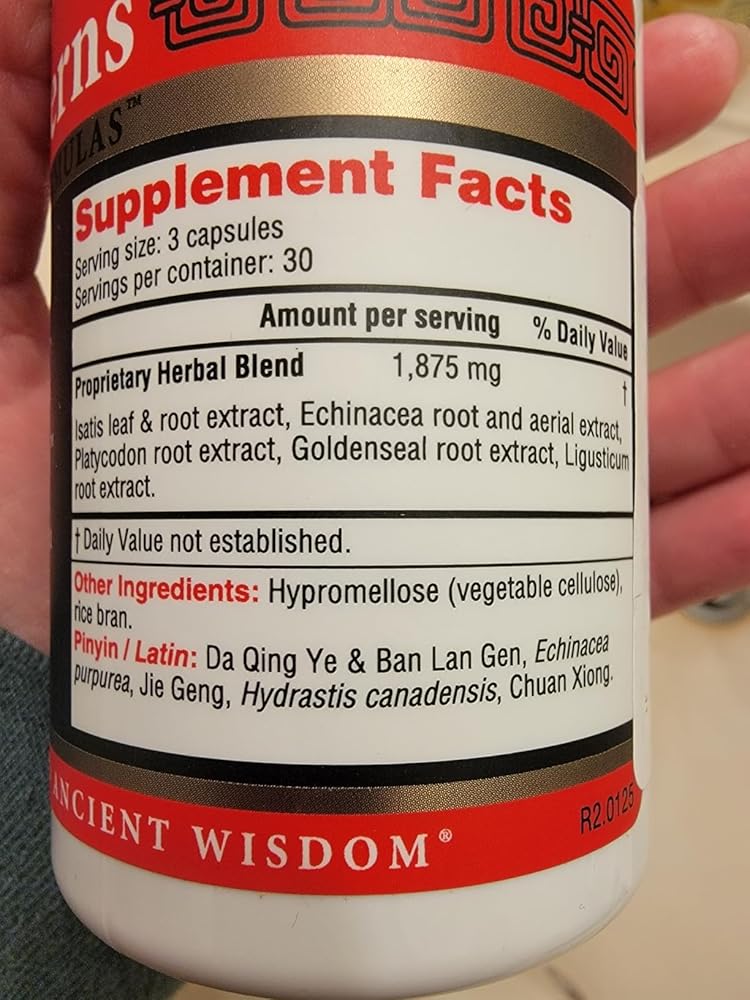 erns
ULAS™
Supplement Facts
Serving size: 3 capsules
Servings per container: 30
Amount per serving % Daily Value
Proprietary Herbal Blend 1,875 mg †
Isatis leaf & root extract, Echinacea root and aerial extract,
Platycodon root extract, Goldenseal root extract, Ligusticum
root extract.
† Daily Value not established.
Other Ingredients: Hypromellose (vegetable cellulose),
rice bran.
Pinyin / Latin: Da Qing Ye & Ban Lan Gen, Echinacea
purpurea, Jie Geng, Hydrastis canadensis, Chuan Xiong.
ANCIENT WISDOM®
R2.0125